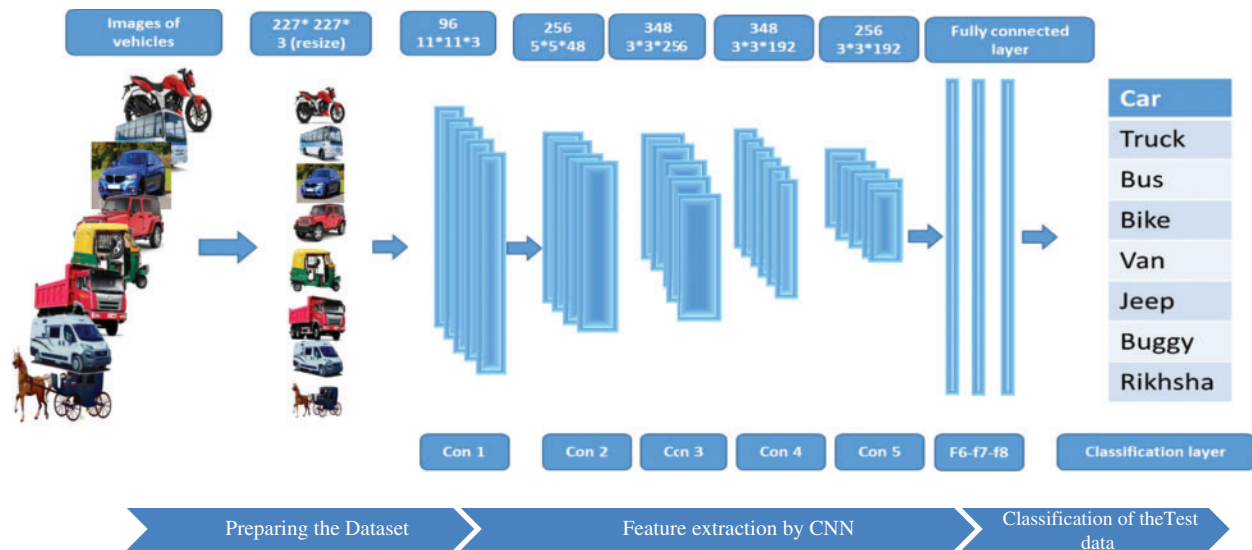 Images of
vehicles
227* 227*
3 (resize)
96
11*11*3
256
5*5*48
348
3*3*256
348
3*3*192
256
3*3*192
Fully connected
layer
Car
Truck
Bus
Bike
Van
Jeep
Buggy
Rikhsha
Con 1
Con 2
Ccn 3
Con 4
Con 5
F6-f7-f8
Classification layer
Preparing the Dataset
Feature extraction by CNN
Classification of theTest
data